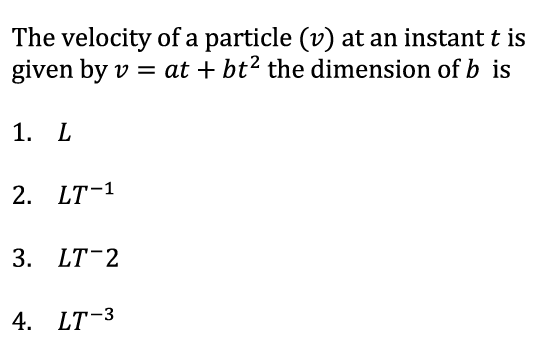 The velocity of a particle (v) at an instant t is
given by v = at + bt² the dimension of b is
1. L
2. LT⁻¹
3. LT⁻2
4. LT⁻³